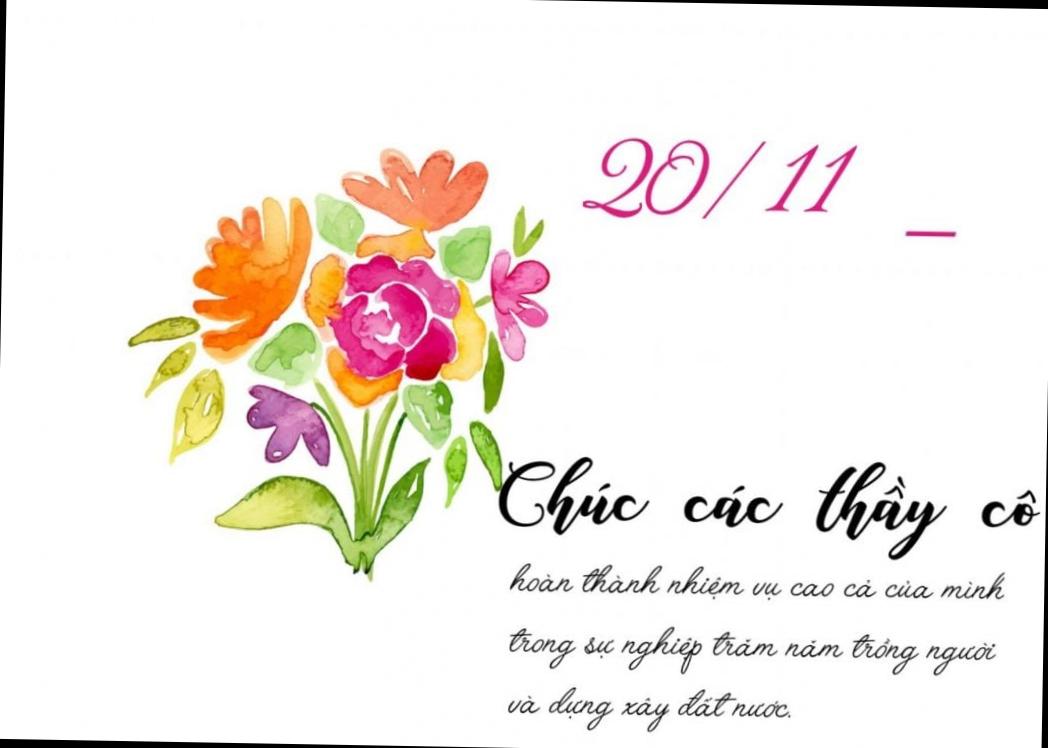 20/11 _
Chúc các thầy cô
hoàn thành nhiệm vụ cao cả của mình
trong sự nghiệp trăm năm trồng người
và dựng xây đất nước.